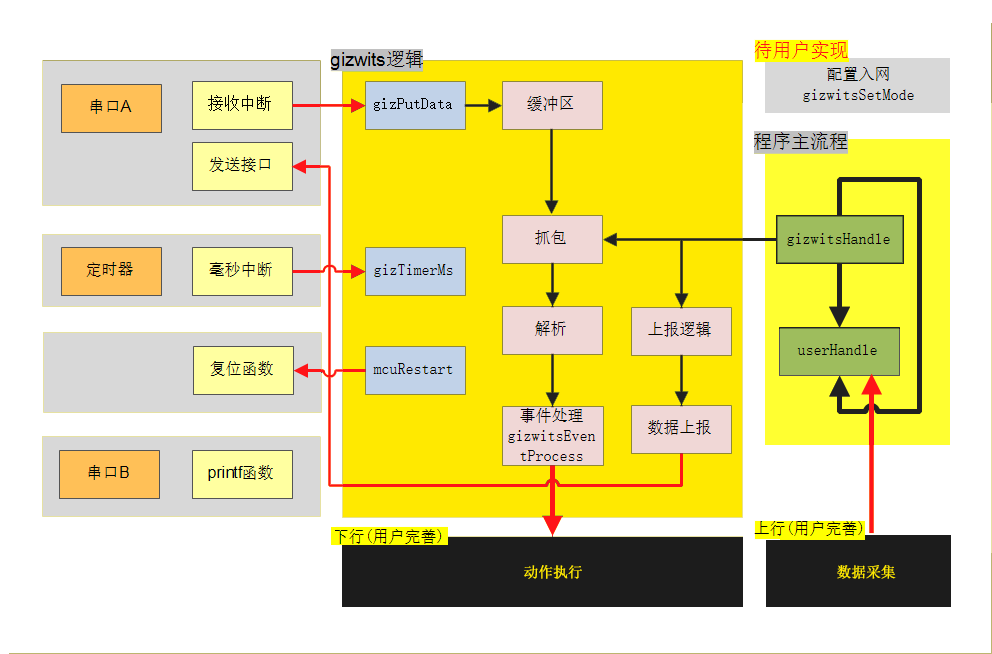 gizwits逻辑
待用户实现
配置入网
gizwitsSetMode
程序主流程
串口A
接收中断
发送接口
gizPutData
缓冲区
抓包
gizwitsHandle
定时器
毫秒中断
gizTimerMs
解析
上报逻辑
userHandle
复位函数
mcuRestart
事件处理
gizwitsEven
tProcess
数据上报
串口B
printf函数
下行(用户完善)
上行(用户完善)
动作执行
数据采集